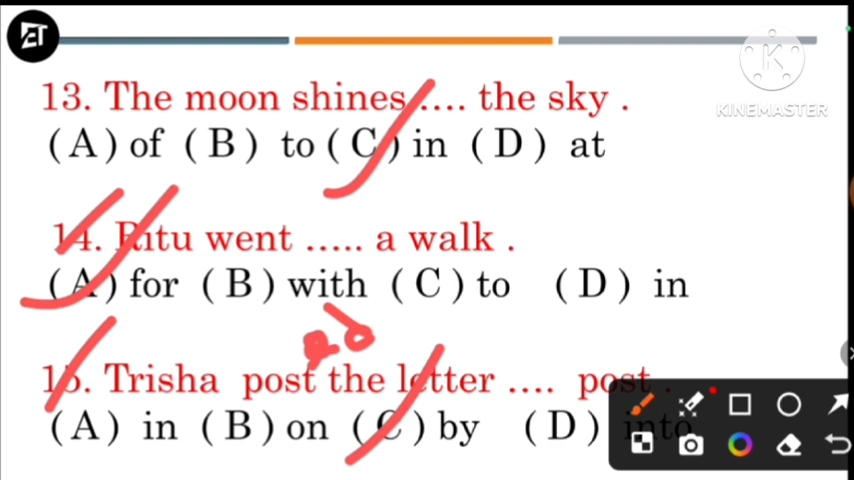 ET
KINEMASTER
13. The moon shines .... the sky .
(A) of (B) to (C) in (D) at
14. Ritu went ..... a walk .
(A) for (B) with (C) to (D) in
15. Trisha post the letter .... post .
(A) in (B) on (C) by (D) into